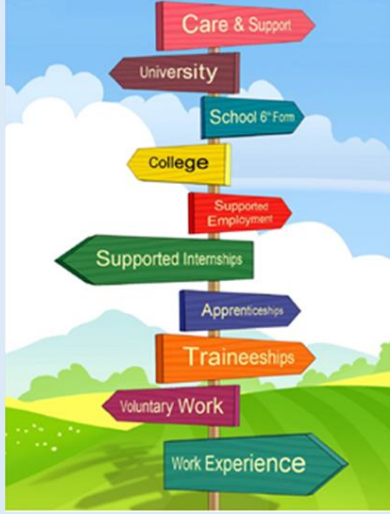 Care & Support
University
School 6th Form
College
Supported
Employment
Supported Internships
Apprenticeships
Traineeships
Voluntary Work
Work Experience